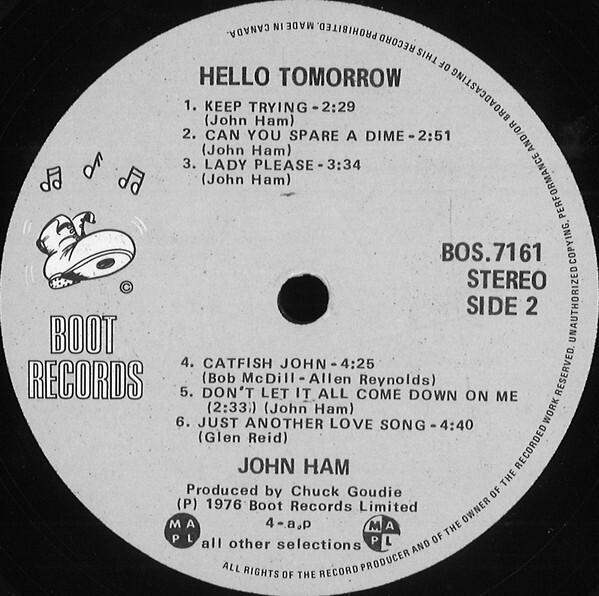 HELLO TOMORROW
1. KEEP TRYING - 2:29
(John Ham)
2. CAN YOU SPARE A DIME - 2:51
(John Ham)
3. LADY PLEASE - 3:34
(John Ham)
BOS.7161
STEREO
SIDE 2
©
BOOT
RECORDS
4. CATFISH JOHN - 4:25
(Bob McDill - Allen Reynolds)
5. DON'T LET IT ALL COME DOWN ON ME
(2:33) (John Ham)
6. JUST ANOTHER LOVE SONG - 4:40
(Glen Reid)
JOHN HAM
Produced by Chuck Goudie
(P) 1976 Boot Records Limited
4 - a,p
MA
PL
all other selections
MA
PL
ALL RIGHTS OF THE RECORD PRODUCER AND OF THE OWNER OF THE RECORDED WORK RESERVED. UNAUTHORIZED COPYING, PERFORMANCE AND/OR BROADCASTING OF THIS RECORD PROHIBITED. MADE IN CANADA.